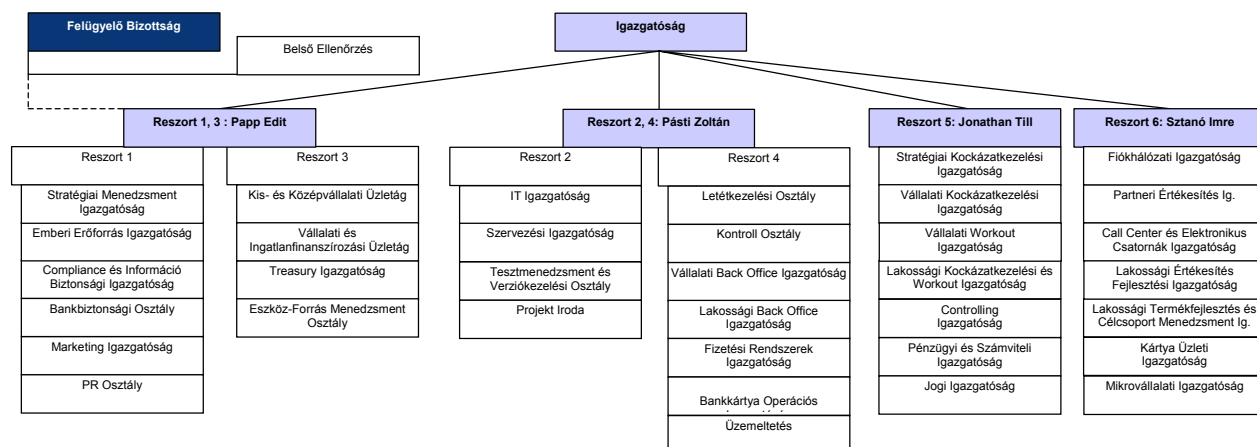 Felügyelő Bizottság
Igazgatóság
Belső Ellenőrzés
Reszort 1, 3 : Papp Edit
Reszort 1
Stratégiai Menedzsment
Igazgatóság
Emberi Erőforrás Igazgatóság
Compliance és Információ
Biztonsági Igazgatóság
Bankbiztonsági Osztály
Marketing Igazgatóság
PR Osztály
Reszort 3
Kis- és Középvállalati Üzletág
Vállalati és
Ingatlanfinanszírozási Üzletág
Treasury Igazgatóság
Eszköz-Forrás Menedzsment
Osztály
Reszort 2, 4: Pásti Zoltán
Reszort 2
IT Igazgatóság
Szervezési Igazgatóság
Tesztmenedzsment és
Verziókezelési Osztály
Projekt Iroda
Reszort 4
Letétkezelési Osztály
Kontroll Osztály
Vállalati Back Office Igazgatóság
Lakossági Back Office
Igazgatóság
Fizetési Rendszerek
Igazgatóság
Bankkártya Operációs
Üzemeltetés
Reszort 5: Jonathan Till
Stratégiai Kockázatkezelési
Igazgatóság
Vállalati Kockázatkezelési
Igazgatóság
Vállalati Workout
Igazgatóság
Lakossági Kockázatkezelési és
Workout Igazgatóság
Controlling
Igazgatóság
Pénzügyi és Számviteli
Igazgatóság
Jogi Igazgatóság
Reszort 6: Sztanó Imre
Fiókhálózati Igazgatóság
Partneri Értékesítés Ig.
Call Center és Elektronikus
Csatornák Igazgatóság
Lakossági Értékesítés
Fejlesztési Igazgatóság
Lakossági Termékfejlesztés és
Célcsoport Menedzsment Ig.
Kártya Üzleti
Igazgatóság
Mikrovállalati Igazgatóság